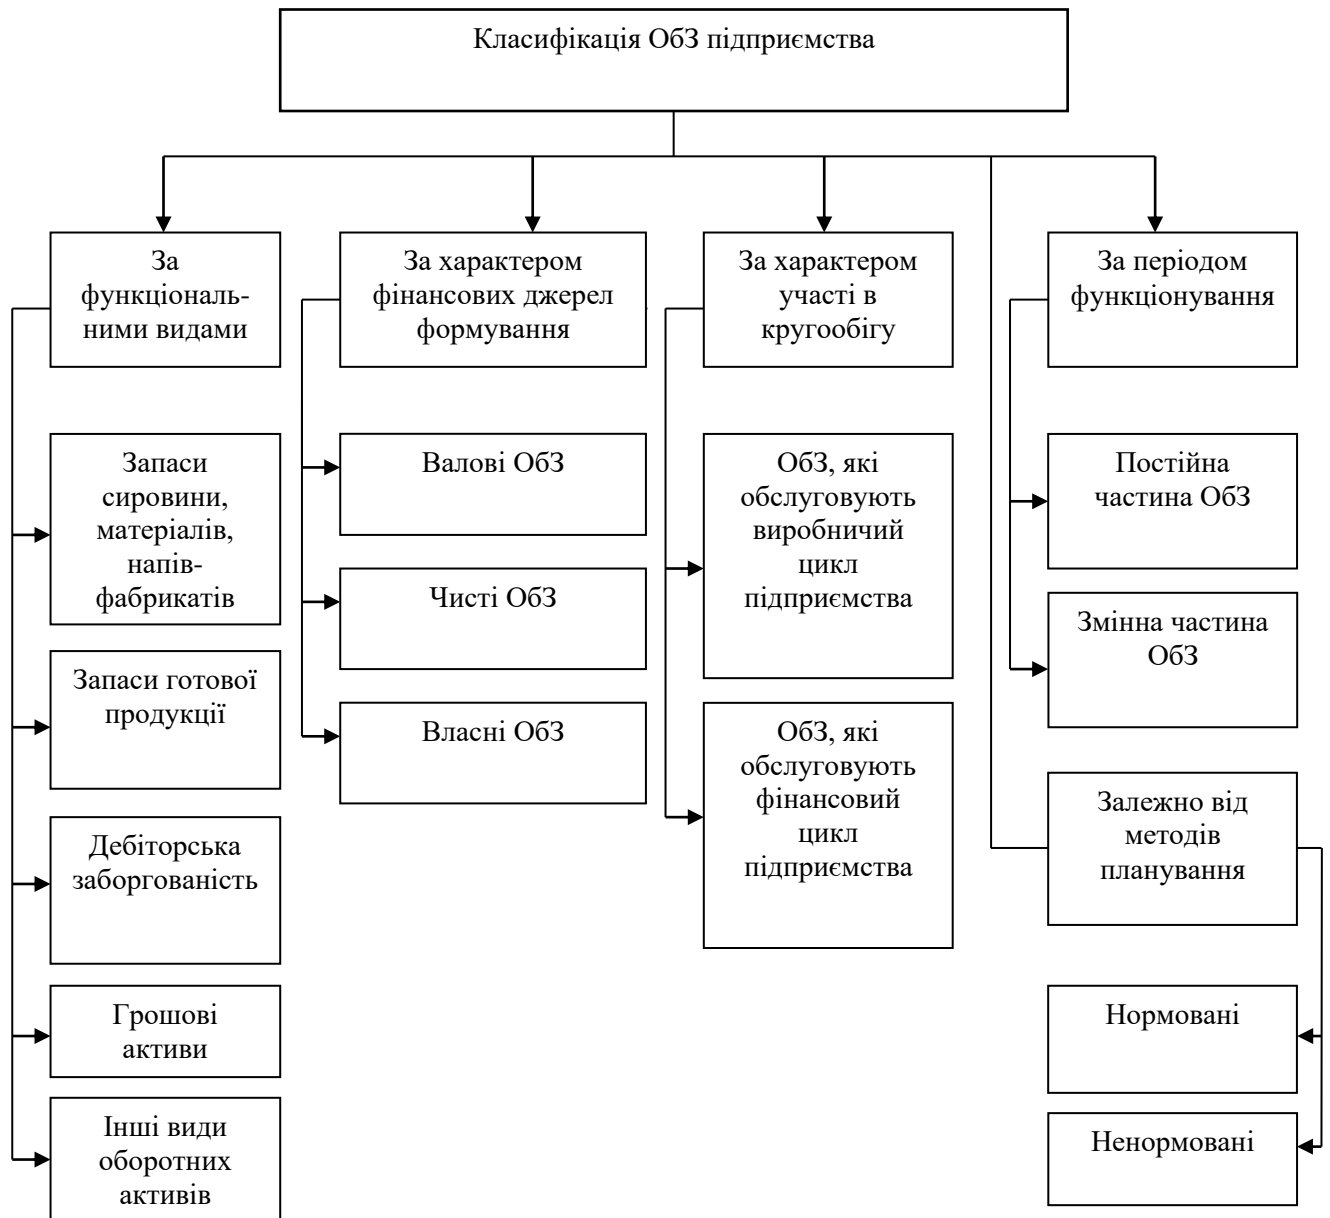 Класифікація ОбЗ підприємства
За
функціональ-
ними видами
За характером
фінансових джерел
формування
За характером
участі в
кругообігу
За періодом
функціонування
Запаси
сировини,
матеріалів,
напів-
фабрикатів
Запаси готової
продукції
Дебіторська
заборгованість
Грошові
активи
Інші види
оборотних
активів
Валові ОбЗ
Чисті ОбЗ
Власні ОбЗ
ОбЗ, які
обслуговують
виробничий
цикл
підприємства
ОбЗ, які
обслуговують
фінансовий
цикл
підприємства
Постійна
частина ОбЗ
Змінна частина
ОбЗ
Залежно від
методів
планування
Нормовані
Ненормовані